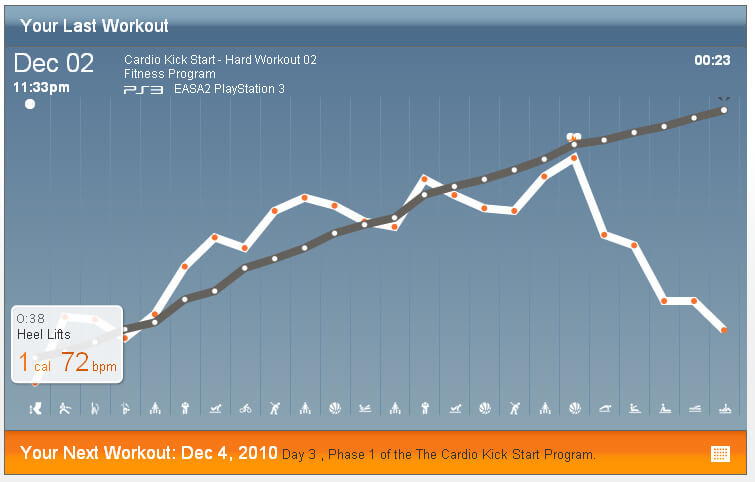 Your Last Workout
Dec 02
11:33pm
Cardio Kick Start - Hard Workout 02
Fitness Program
PS3 EASA2 PlayStation 3
00:23
0:38
Heel Lifts
1 cal 72 bpm
Your Next Workout: Dec 4, 2010 Day 3 , Phase 1 of the The Cardio Kick Start Program.